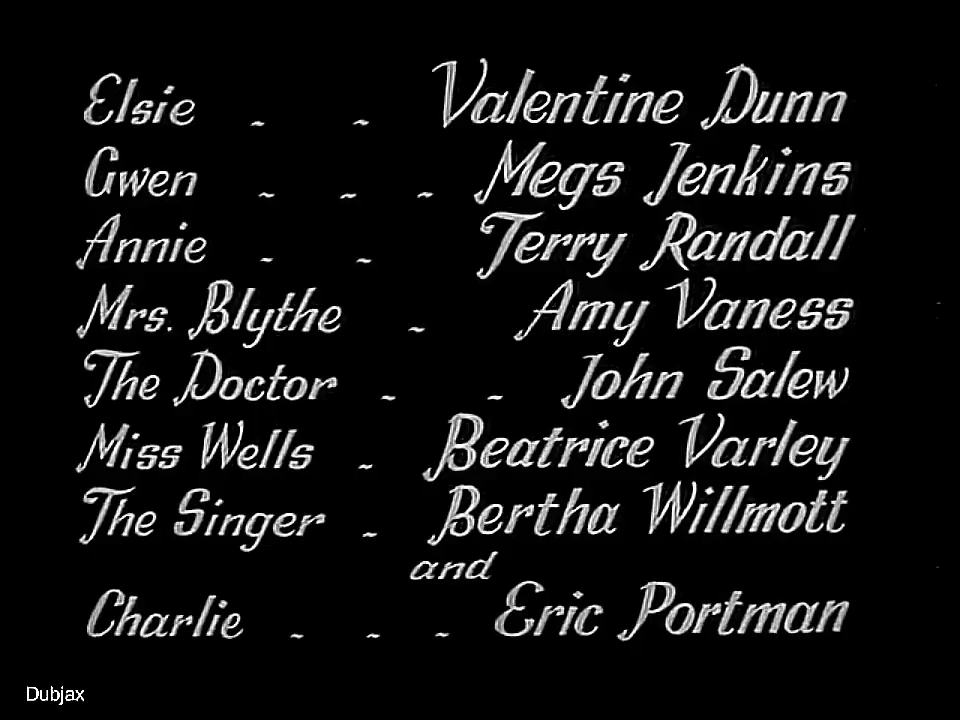 Elsie - - Valentine Dunn
Gwen - - - Megs Jenkins
Annie - - Terry Randall
Mrs. Blythe - Amy Vaness
The Doctor - - John Salew
Miss Wells - Beatrice Varley
The Singer - Bertha Willmott
and
Charlie - - - Eric Portman
Dubjax